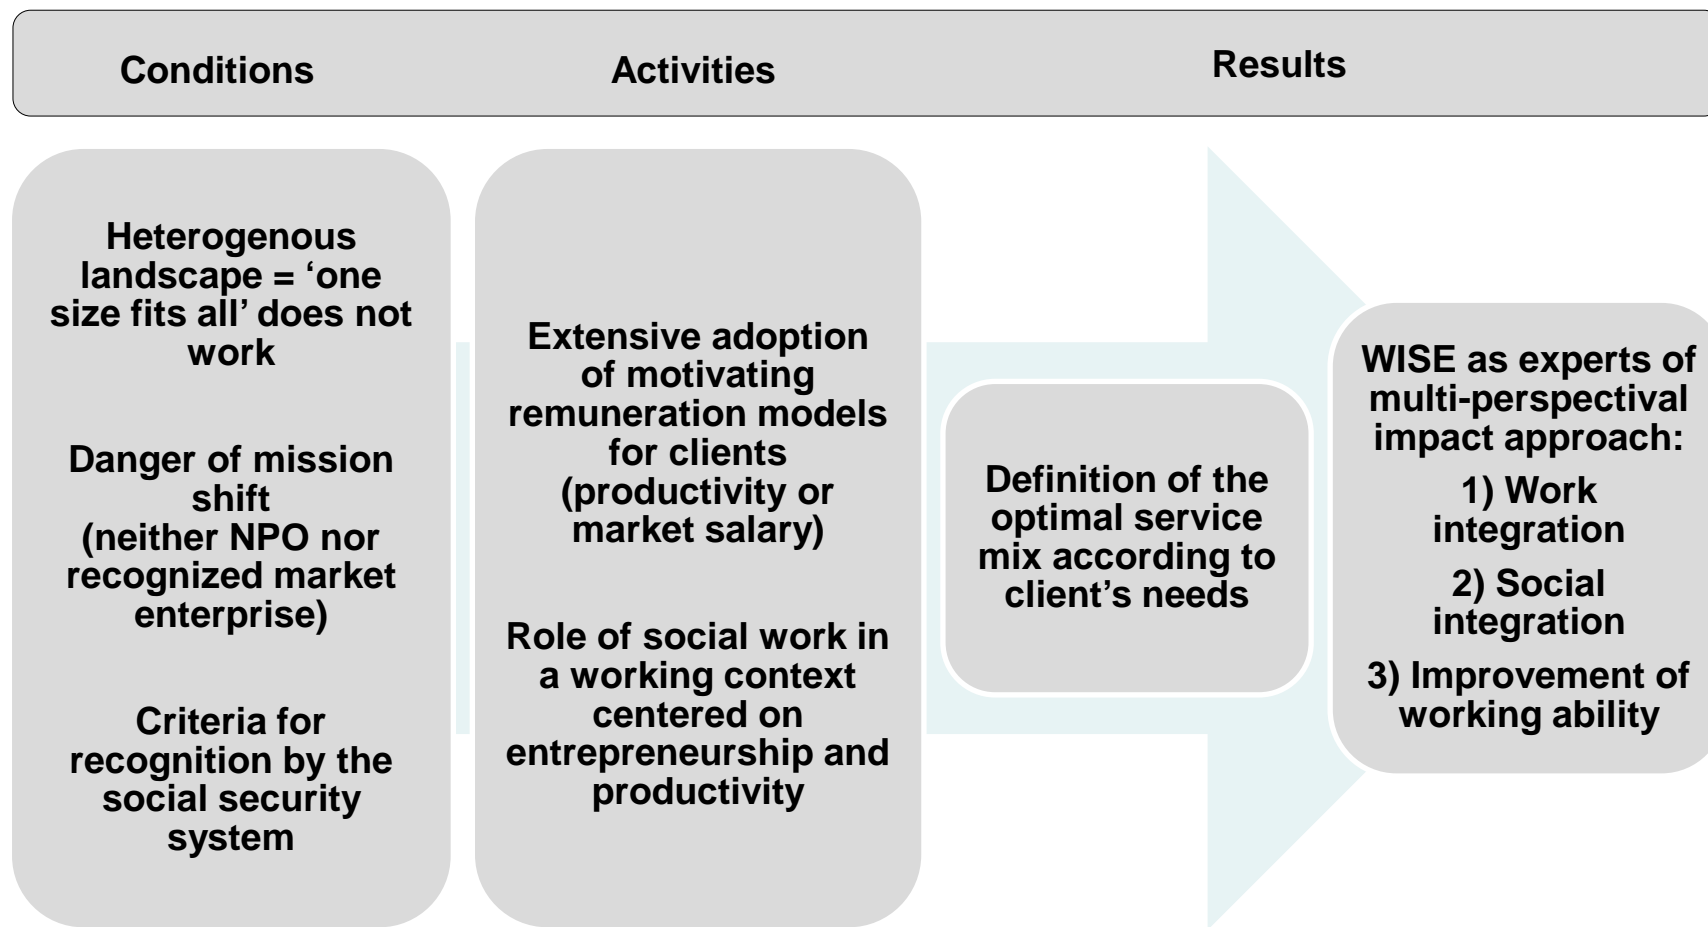 Conditions
Activities
Results
Heterogenous
landscape = ‘one
size fits all’ does not
work
Danger of mission
shift
(neither NPO nor
recognized market
enterprise)
Criteria for
recognition by the
social security
system
Extensive adoption
of motivating
remuneration models
for clients
(productivity or
market salary)
Role of social work in
a working context
centered on
entrepreneurship and
productivity
Definition of the
optimal service
mix according to
client’s needs
WISE as experts of
multi-perspectival
impact approach:
1) Work
integration
2) Social
integration
3) Improvement of
working ability